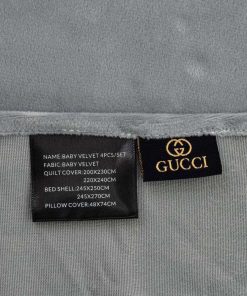 NAME:BABY VELVET 4PCS/SET
FABIC:BABY VELVET
QUILT COVER:200X230CM
220X240CM
BED SHELL:245X250CM
245X270CM
PILLOW COVER:48X74CM
GUCCI